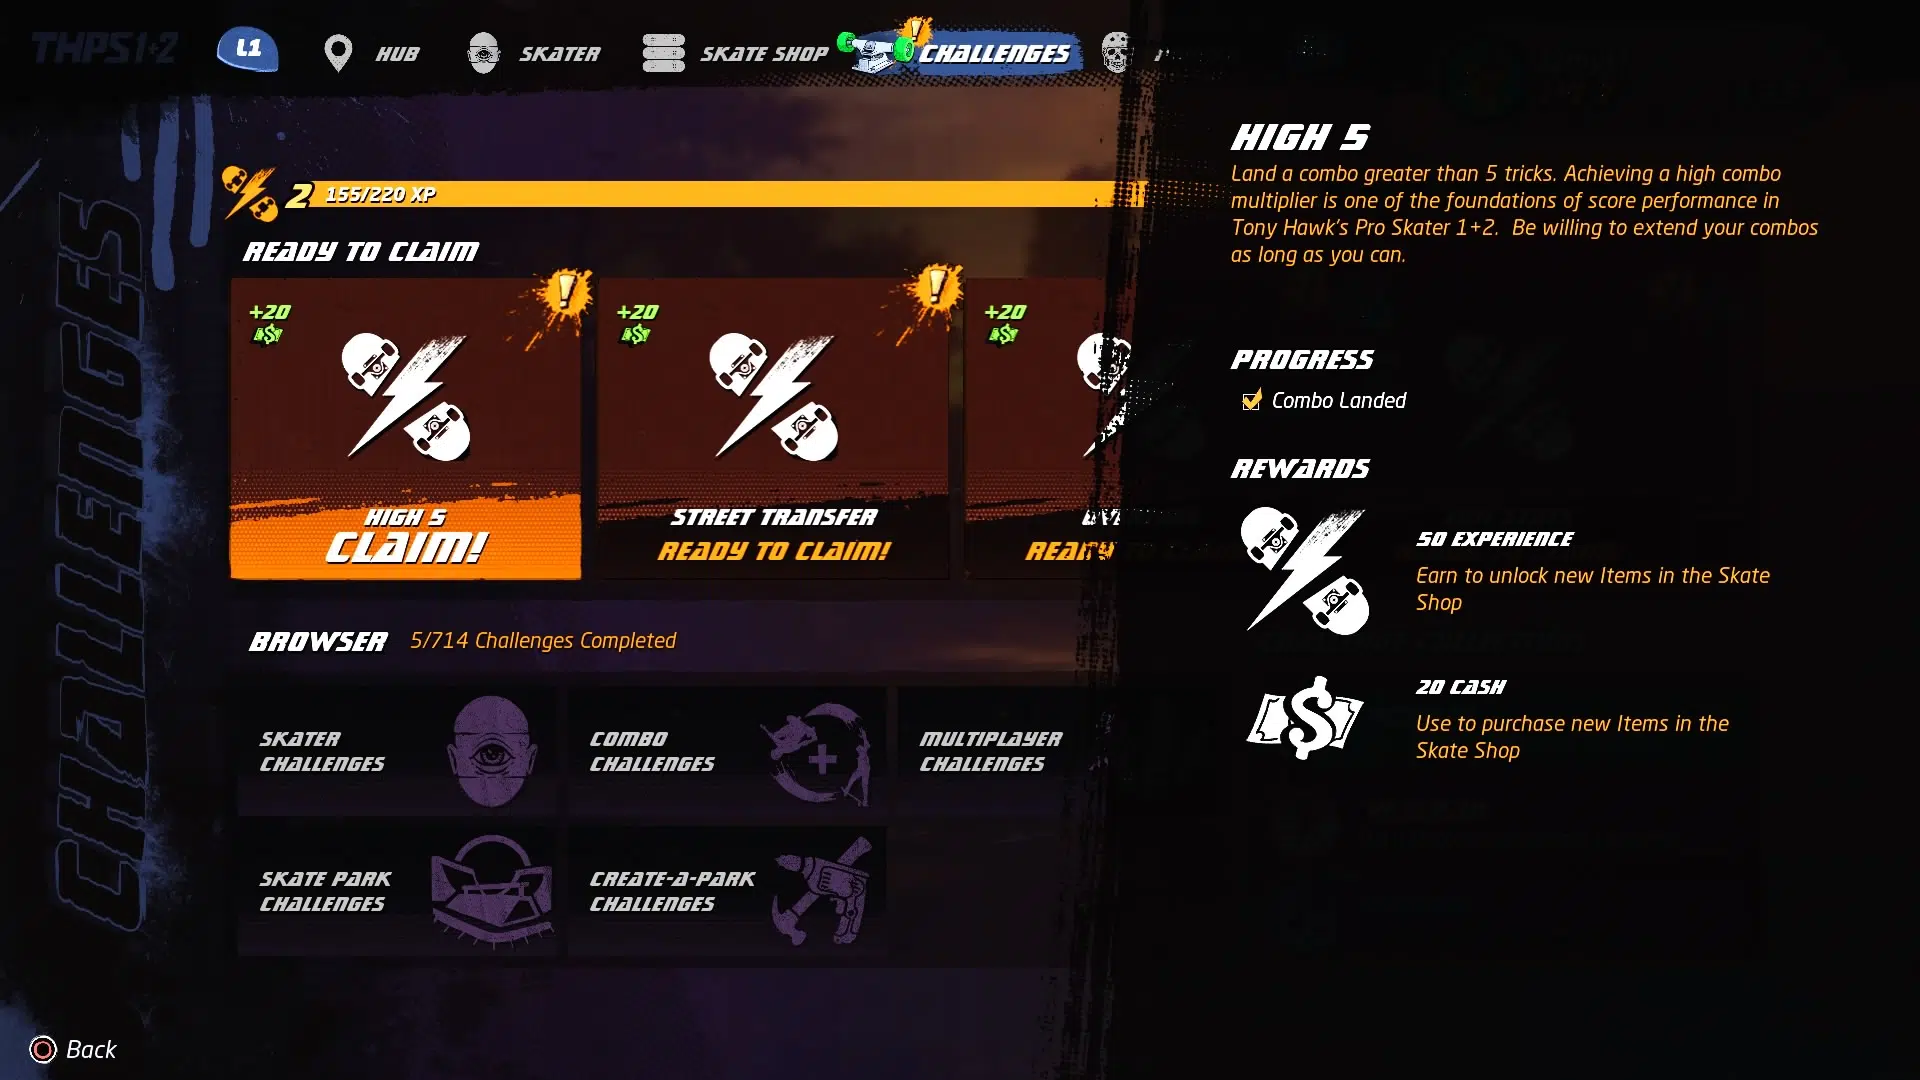 THPS1+2
L1
HUB
SKATER
SKATE SHOP
CHALLENGES
CHALLENGES
2 155/220 XP
READY TO CLAIM
+20
HIGH 5
CLAIM!
+20
STREET TRANSFER
READY TO CLAIM!
+20
BROWSER 5/714 Challenges Completed
SKATER
CHALLENGES
COMBO
CHALLENGES
MULTIPLAYER
CHALLENGES
SKATE PARK
CHALLENGES
CREATE-A-PARK
CHALLENGES
HIGH 5
Land a combo greater than 5 tricks. Achieving a high combo
multiplier is one of the foundations of score performance in
Tony Hawk's Pro Skater 1+2. Be willing to extend your combos
as long as you can.
PROGRESS
Combo Landed
REWARDS
50 EXPERIENCE
Earn to unlock new Items in the Skate
Shop
20 CASH
Use to purchase new Items in the
Skate Shop
Back